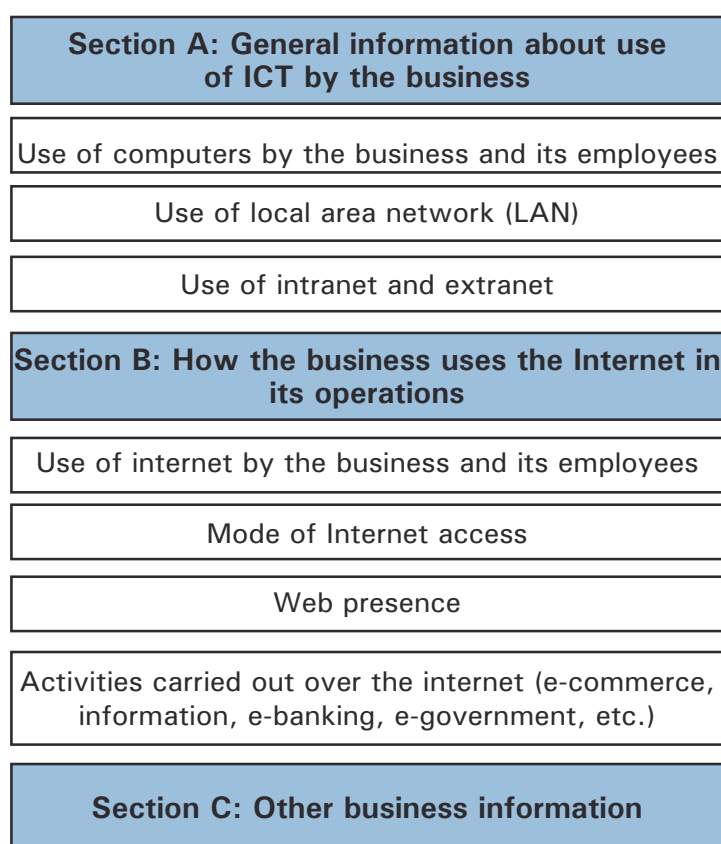 Section A: General information about use
of ICT by the business
Use of computers by the business and its employees
Use of local area network (LAN)
Use of intranet and extranet
Section B: How the business uses the Internet in
its operations
Use of internet by the business and its employees
Mode of Internet access
Web presence
Activities carried out over the internet (e-commerce,
information, e-banking, e-government, etc.)
Section C: Other business information